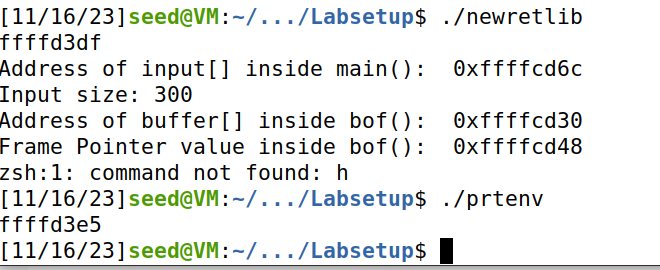 [11/16/23]seed@VM:~/.../Labsetup$ ./newretlib
ffffd3df
Address of input[] inside main():  0xffffcd6c
Input size: 300
Address of buffer[] inside bof():  0xffffcd30
Frame Pointer value inside bof():  0xffffcd48
zsh:1: command not found: h
[11/16/23]seed@VM:~/.../Labsetup$ ./prtenv
ffffd3e5
[11/16/23]seed@VM:~/.../Labsetup$